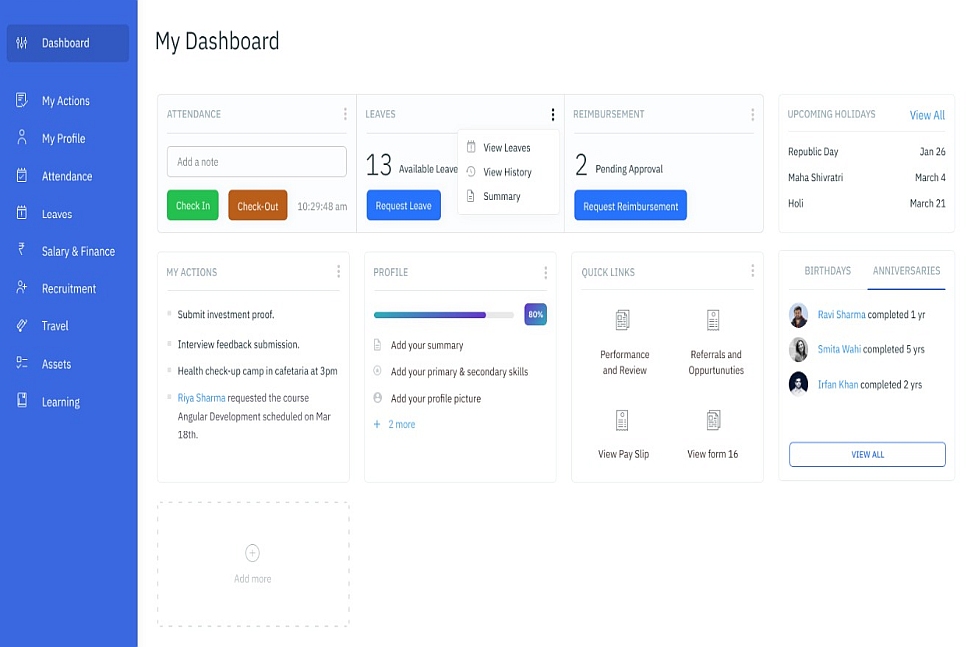 Dashboard
My Actions
My Profile
Attendance
Leaves
Salary & Finance
Recruitment
Travel
Assets
Learning
My Dashboard
ATTENDANCE
Add a note
Check In
Check-Out
10:29:48 am
LEAVES
13 Available Leave
Request Leave
View Leaves
View History
Summary
REIMBURSEMENT
2 Pending Approval
Request Reimbursement
UPCOMING HOLIDAYS View All
Republic Day Jan 26
Maha Shivratri March 4
Holi March 21
MY ACTIONS
Submit investment proof.
Interview feedback submission.
Health check-up camp in cafetaria at 3pm
Riya Sharma requested the course
Angular Development scheduled on Mar
18th.
PROFILE
80%
Add your summary
Add your primary & secondary skills
Add your profile picture
+ 2 more
QUICK LINKS
Performance
and Review
Referrals and
Oppurtunuties
View Pay Slip
View form 16
BIRTHDAYS ANNIVERSARIES
Ravi Sharma completed 1 yr
Smita Wahi completed 5 yrs
Irfan Khan completed 2 yrs
VIEW ALL
Add more